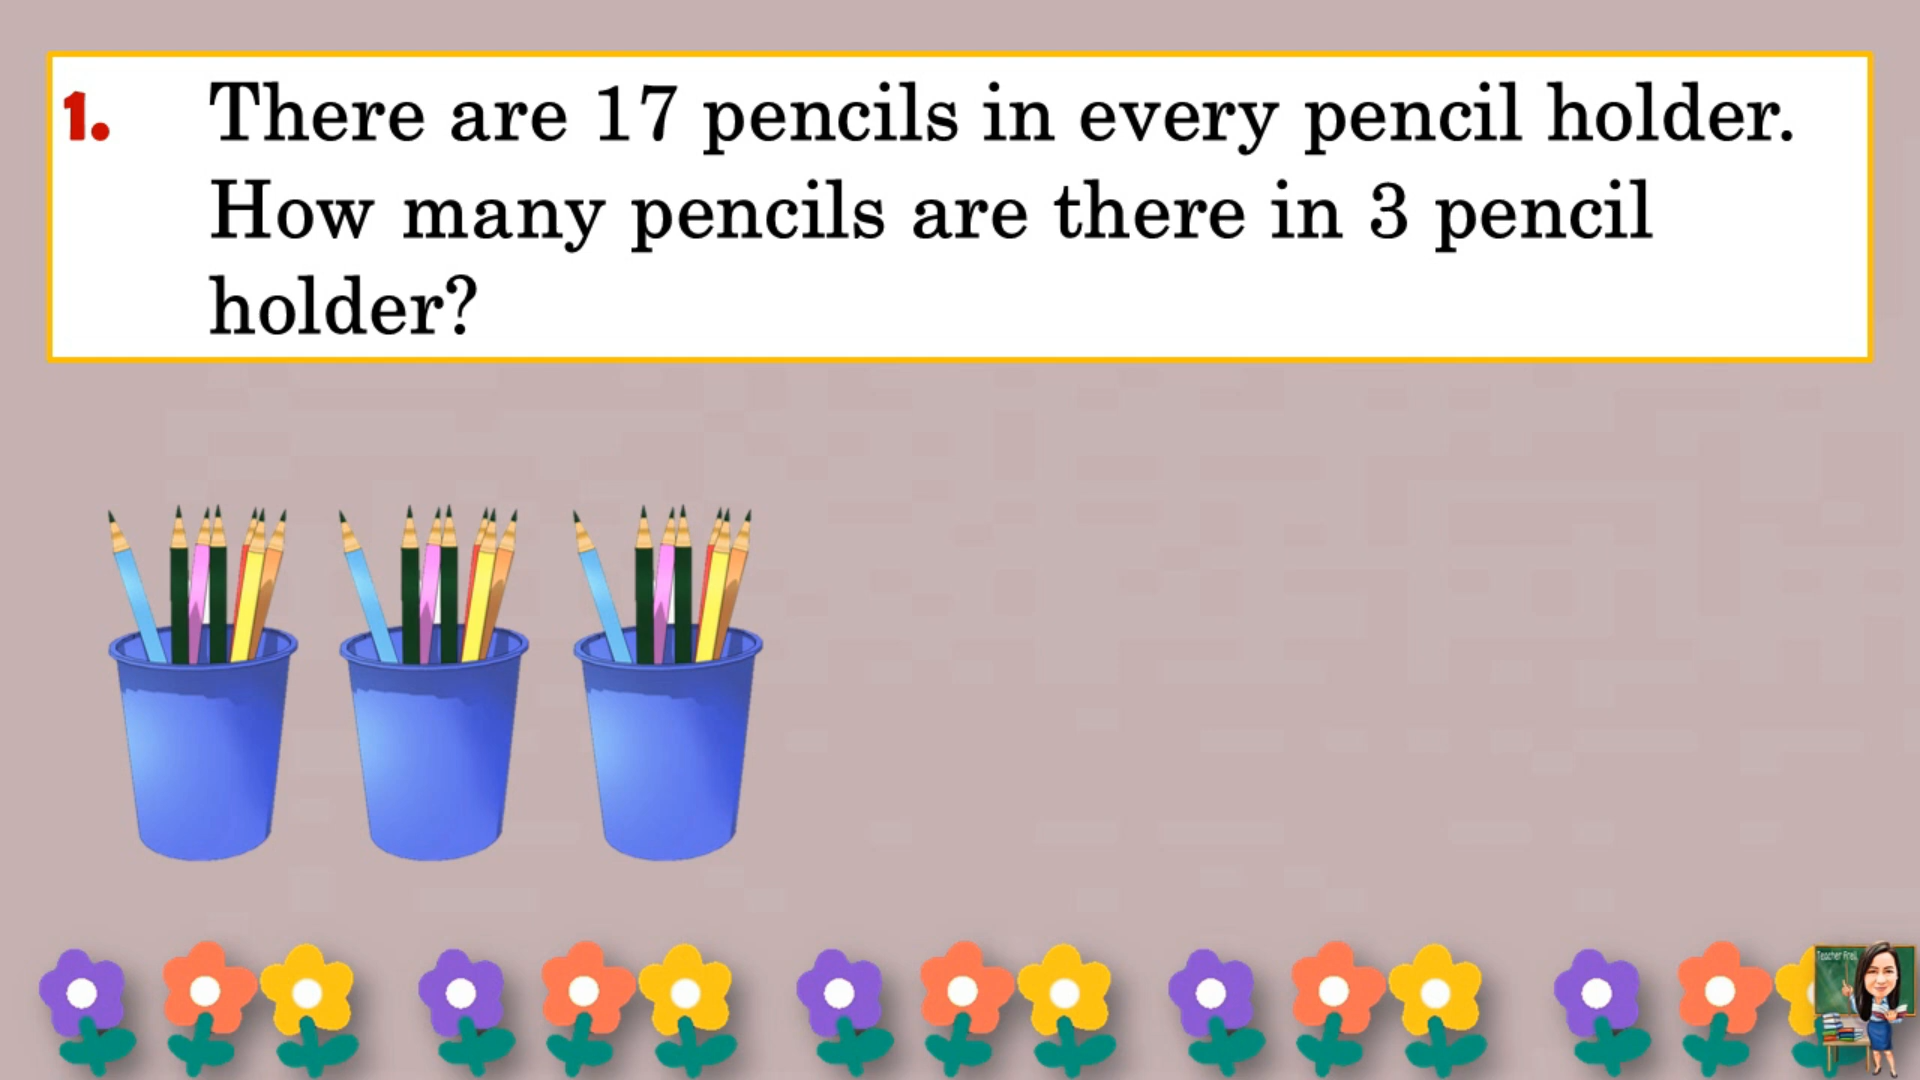 1. There are 17 pencils in every pencil holder.
How many pencils are there in 3 pencil
holder?